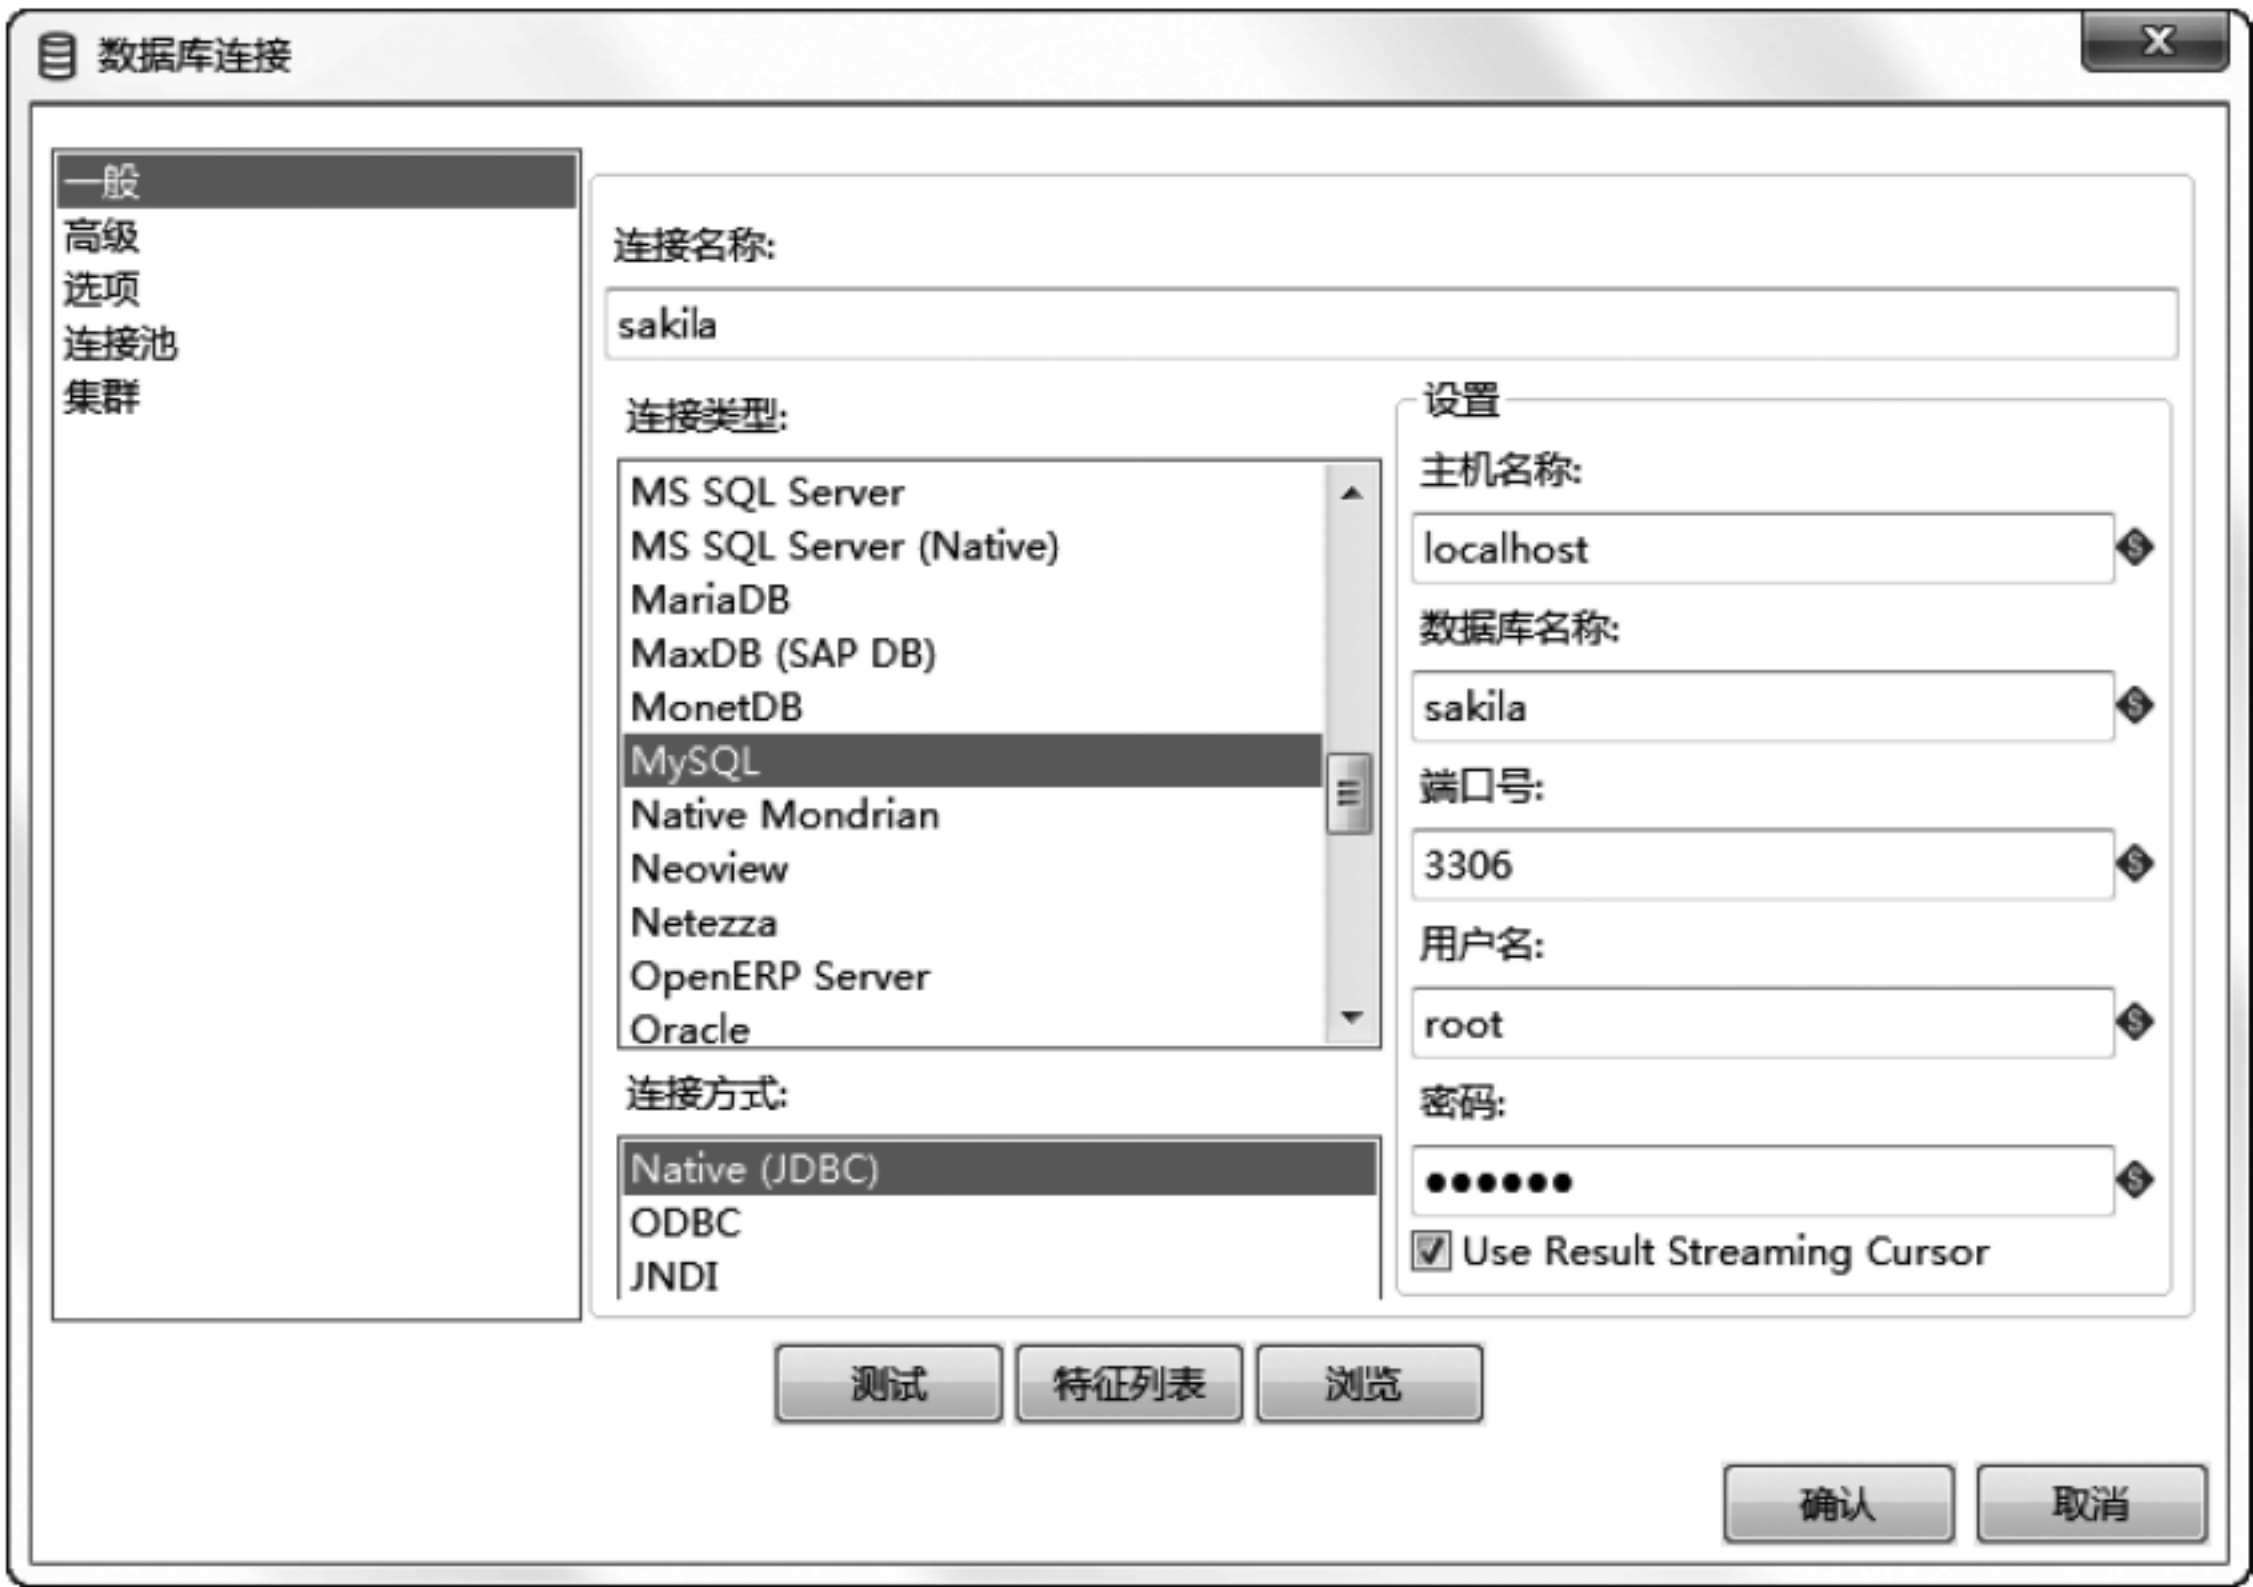 数据库连接
一般
高级
选项
连接池
集群
连接名称:
sakila
连接类型:
MS SQL Server
MS SQL Server (Native)
MariaDB
MaxDB (SAP DB)
MonetDB
MySQL
Native Mondrian
Neoview
Netezza
OpenERP Server
Oracle
连接方式:
Native (JDBC)
ODBC
JNDI
设置
主机名称:
localhost
数据库名称:
sakila
端口号:
3306
用户名:
root
密码:
●●●●●●
Use Result Streaming Cursor
测试 特征列表 浏览
确认 取消